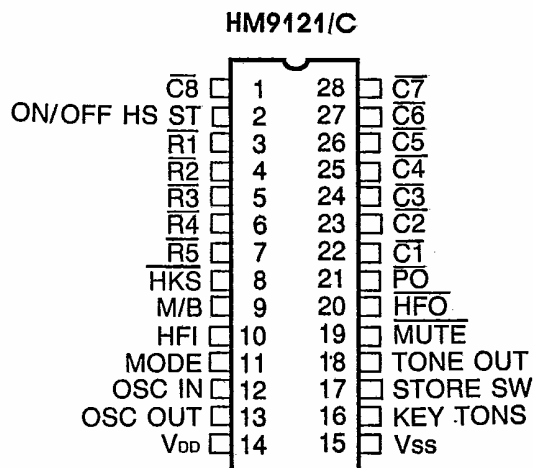 HM9121/C
C8 1 28 C7
ON/OFF HS ST 2 27 C6
R1 3 26 C5
R2 4 25 C4
R3 5 24 C3
R4 6 23 C2
R5 7 22 C1
HKS 8 21 PO
M/B 9 20 HFO
HFI 10 19 MUTE
MODE 11 18 TONE OUT
OSC IN 12 17 STORE SW
OSC OUT 13 16 KEY TONS
VDD 14 15 Vss